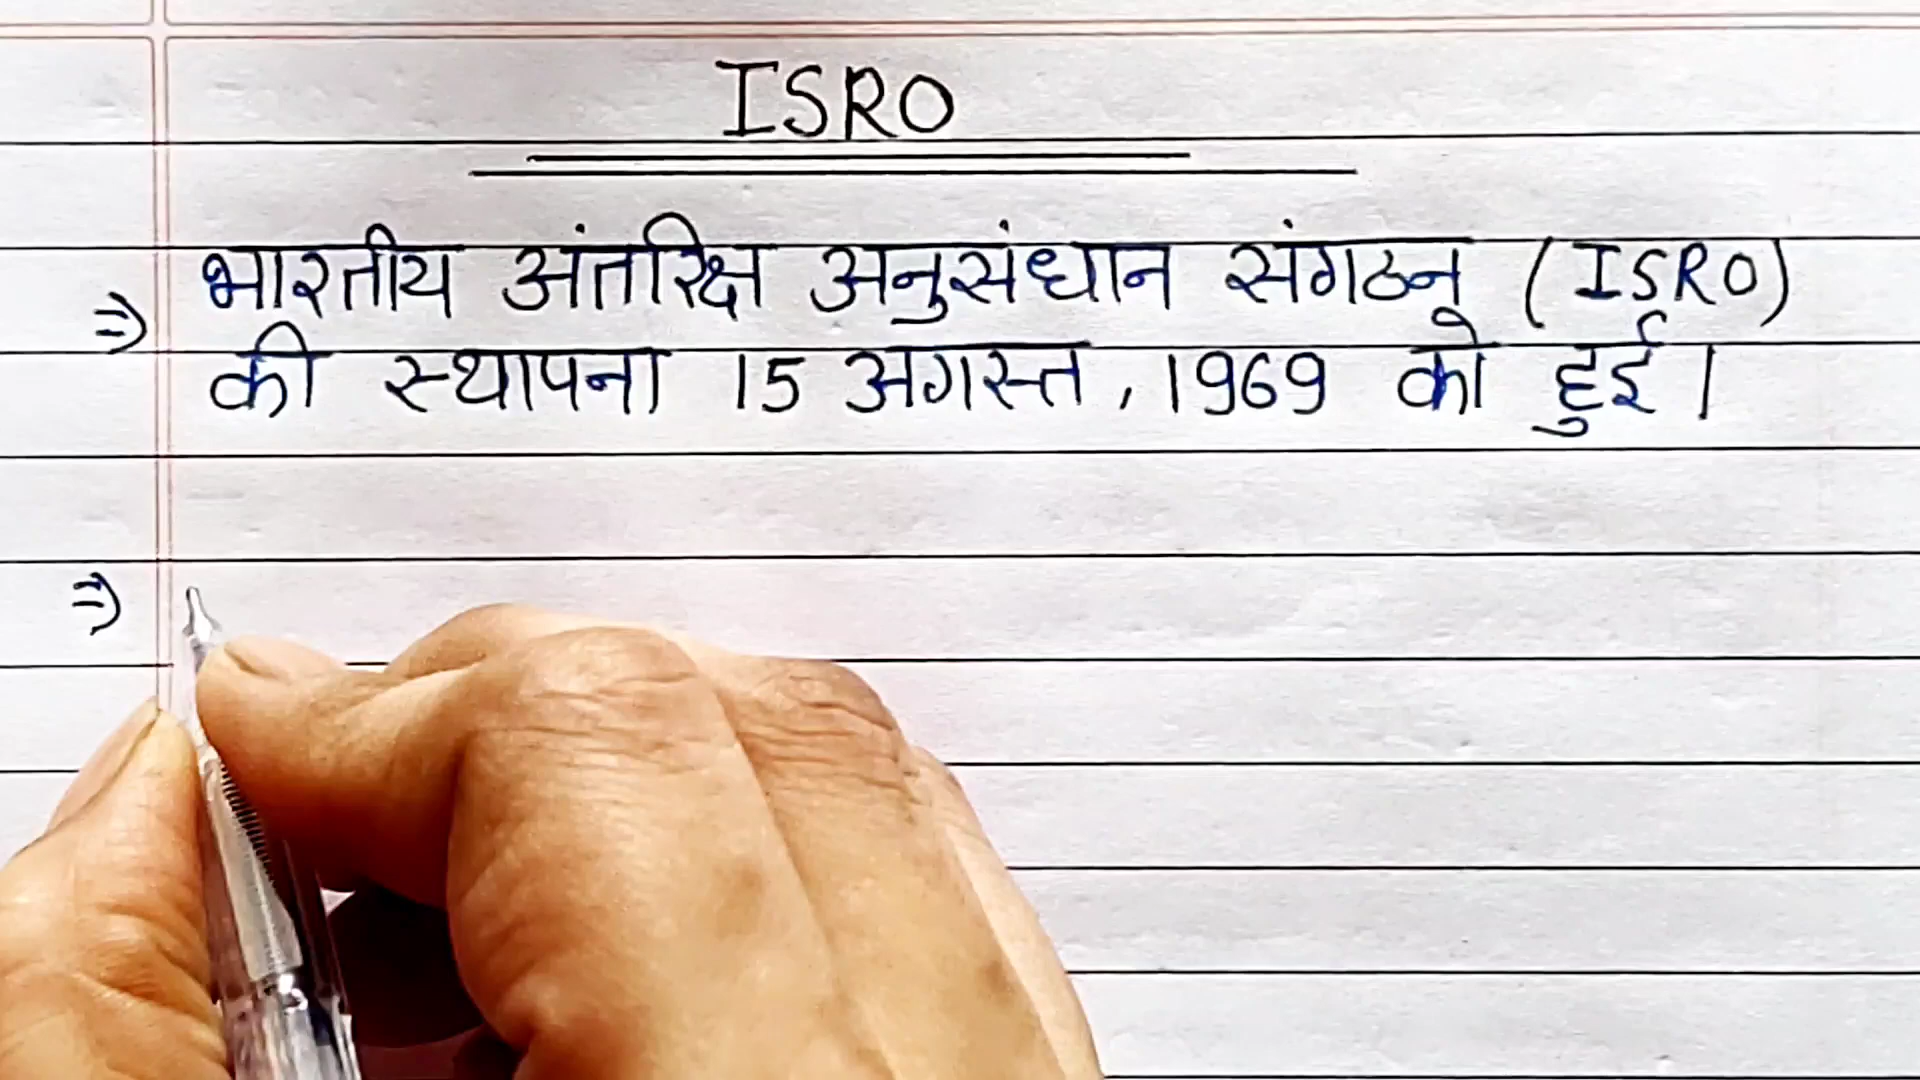 ISRO
⇒ भारतीय अंतरिक्ष अनुसंधान संगठन (ISRO)
की स्थापना 15 अगस्त, 1969 को हुई।
⇒